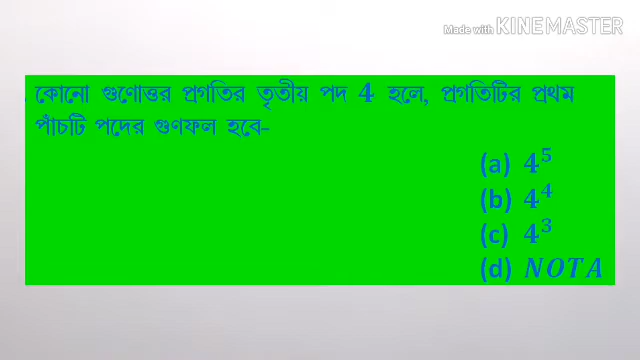 Made with KINEMASTER
. কোনো গুণোত্তর প্রগতির তৃতীয় পদ 4 হলে, প্রগতিটির প্রথম
পাঁচটি পদের গুণফল হবে-
(a) 4⁵
(b) 4⁴
(c) 4³
(d) NOTA